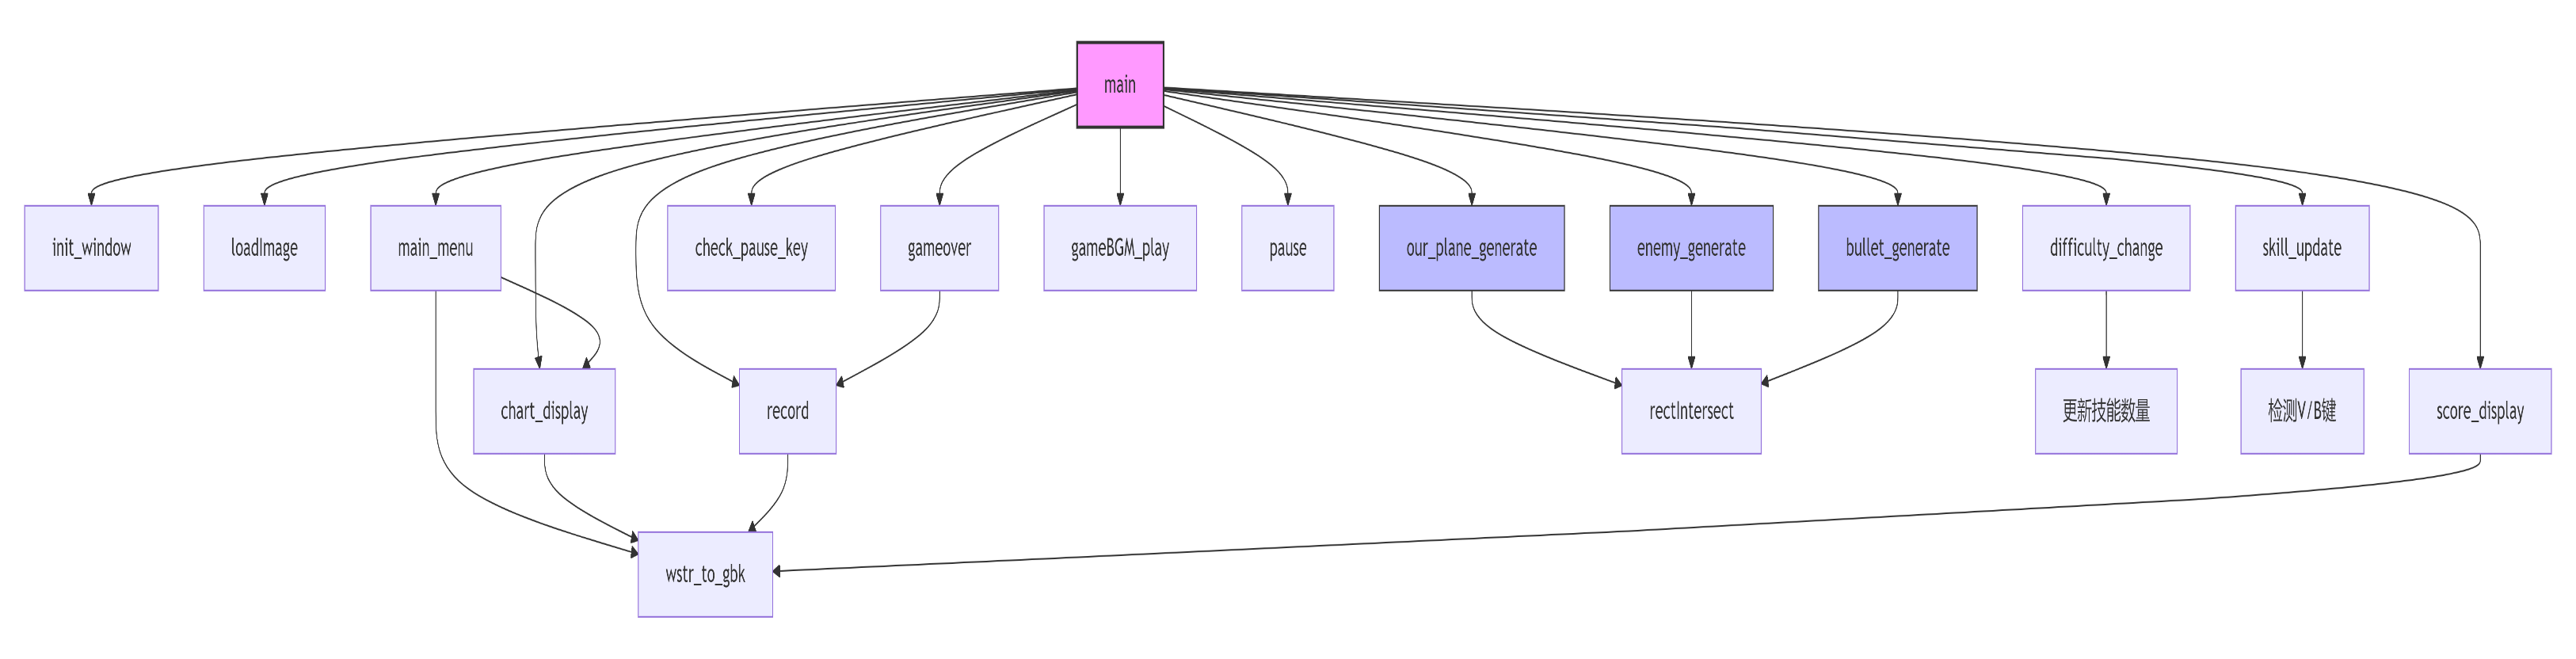 main
init_window
loadImage
main_menu
check_pause_key
gameover
gameBGM_play
pause
our_plane_generate
enemy_generate
bullet_generate
difficulty_change
skill_update
chart_display
record
rectIntersect
更新技能数量
检测V/B键
score_display
wstr_to_gbk